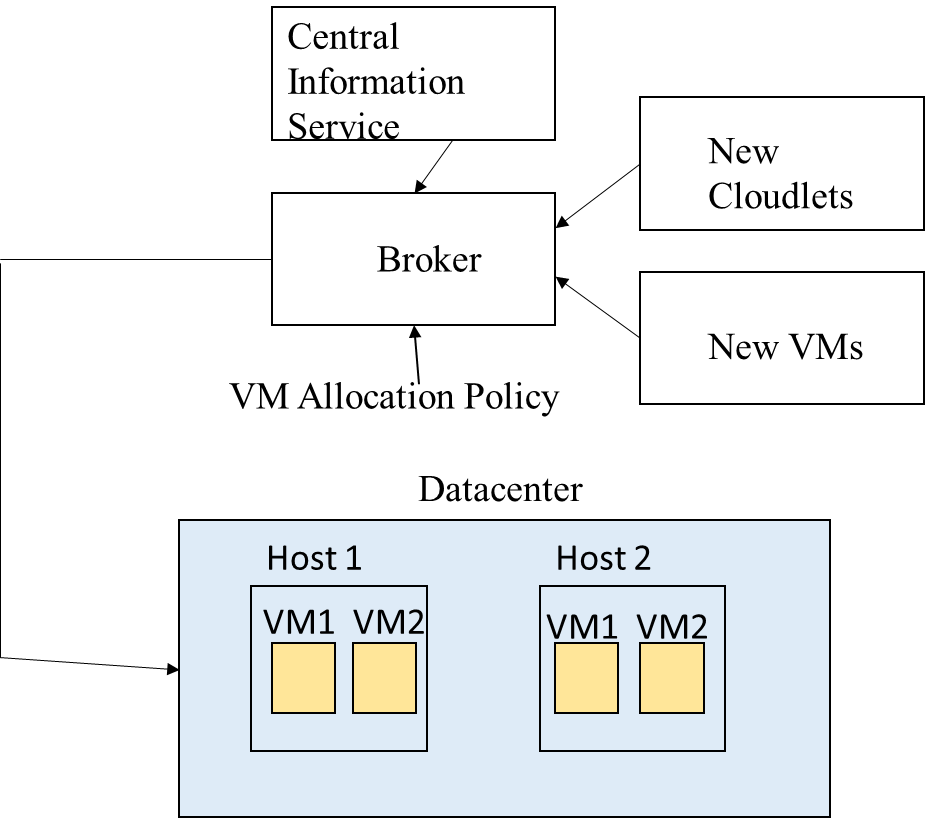 Central
Information
Service
New
Cloudlets
Broker
New VMs
VM Allocation Policy
Datacenter
Host 1
Host 2
VM1 VM2
VM1 VM2